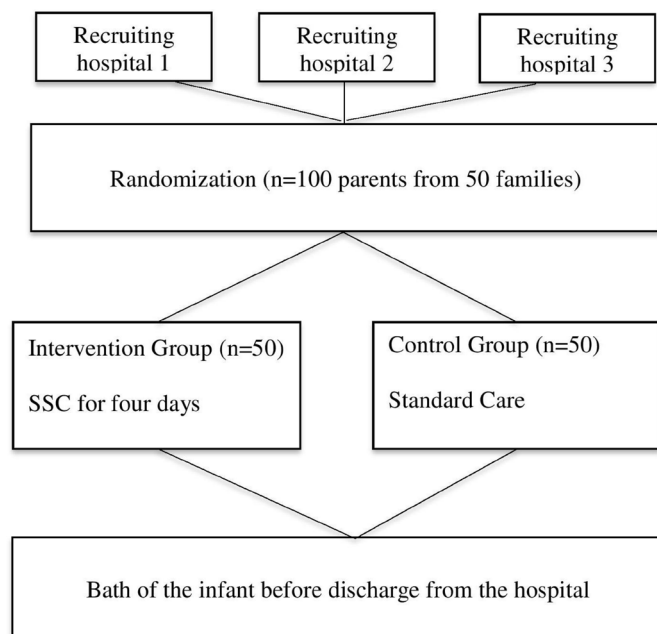 Recruiting
hospital 1
Recruiting
hospital 2
Recruiting
hospital 3
Randomization (n=100 parents from 50 families)
Intervention Group (n=50)
SSC for four days
Control Group (n=50)
Standard Care
Bath of the infant before discharge from the hospital